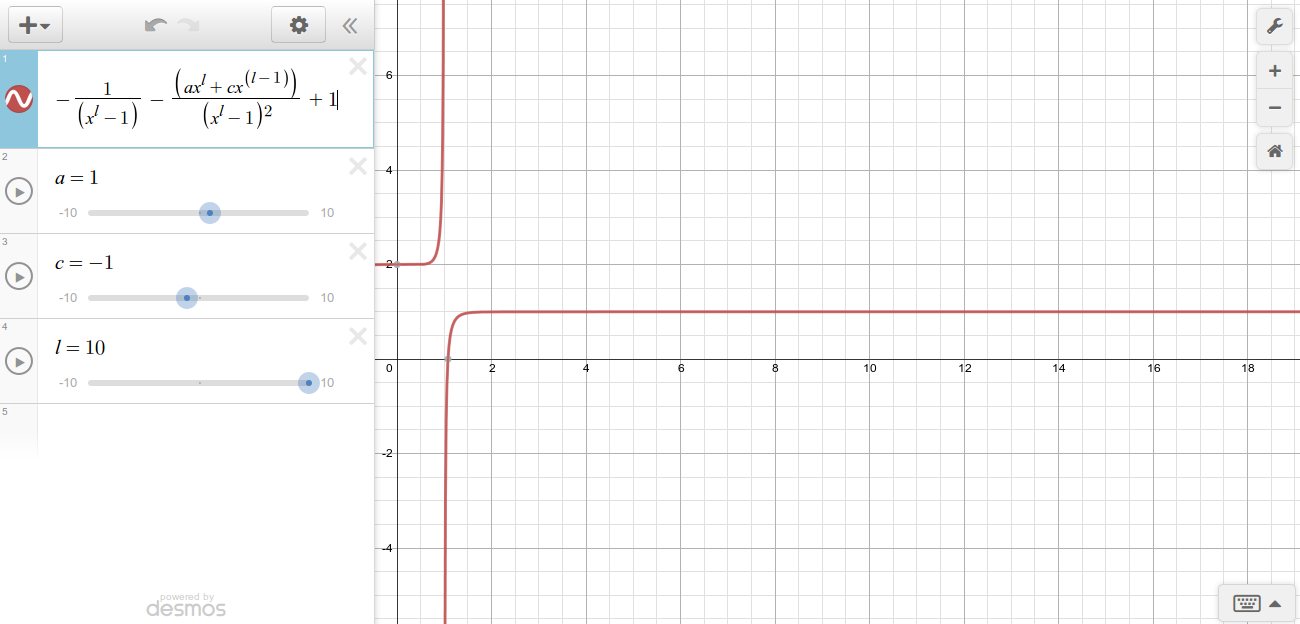 1
- 1/(x^l - 1) - (ax^l + cx^(l-1))/(x^l - 1)^2 + 1
2
a = 1
-10 10
3
c = −1
-10 10
4
l = 10
-10 10
5
powered by
desmos
6
4
2
0 2 4 6 8 10 12 14 16 18
-2
-4